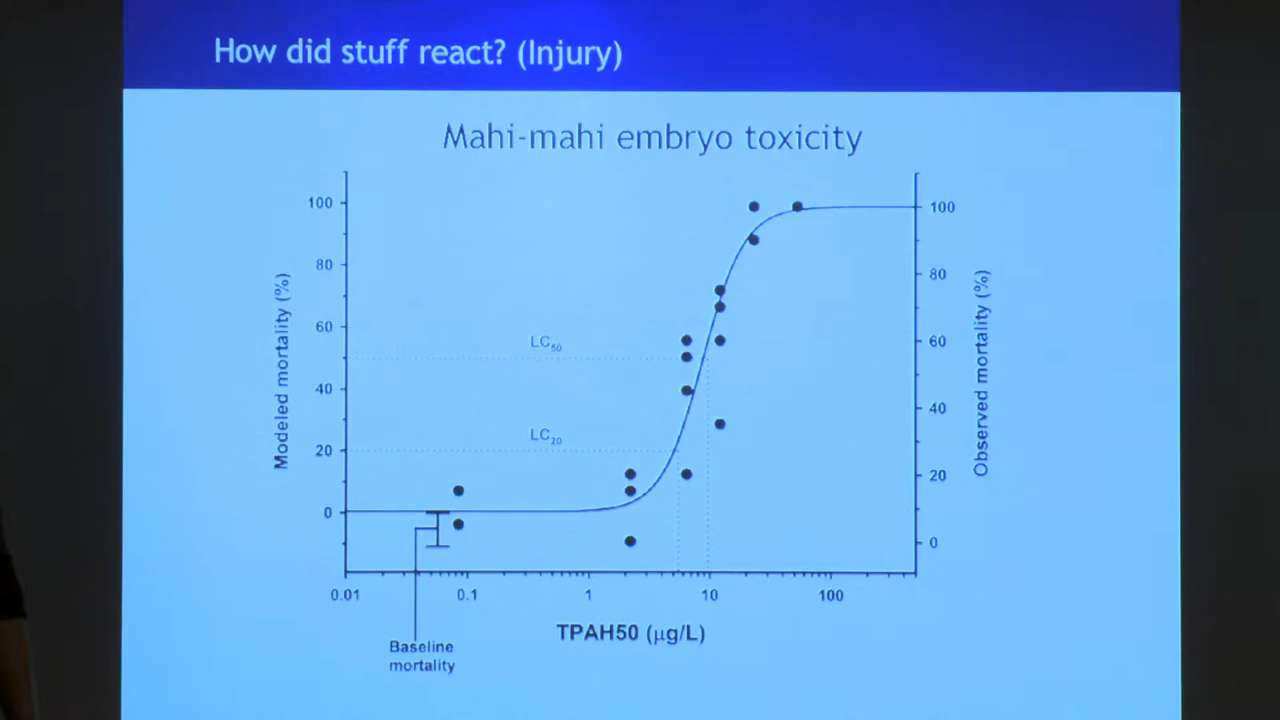 How did stuff react? (Injury)
Mahi-mahi embryo toxicity
Modeled mortality (%)
100
80
60
40
20
0
LC50
LC20
100
80
60
40
20
0
Observed mortality (%)
0.01 0.1 1 10 100
TPAH50 (µg/L)
Baseline
mortality